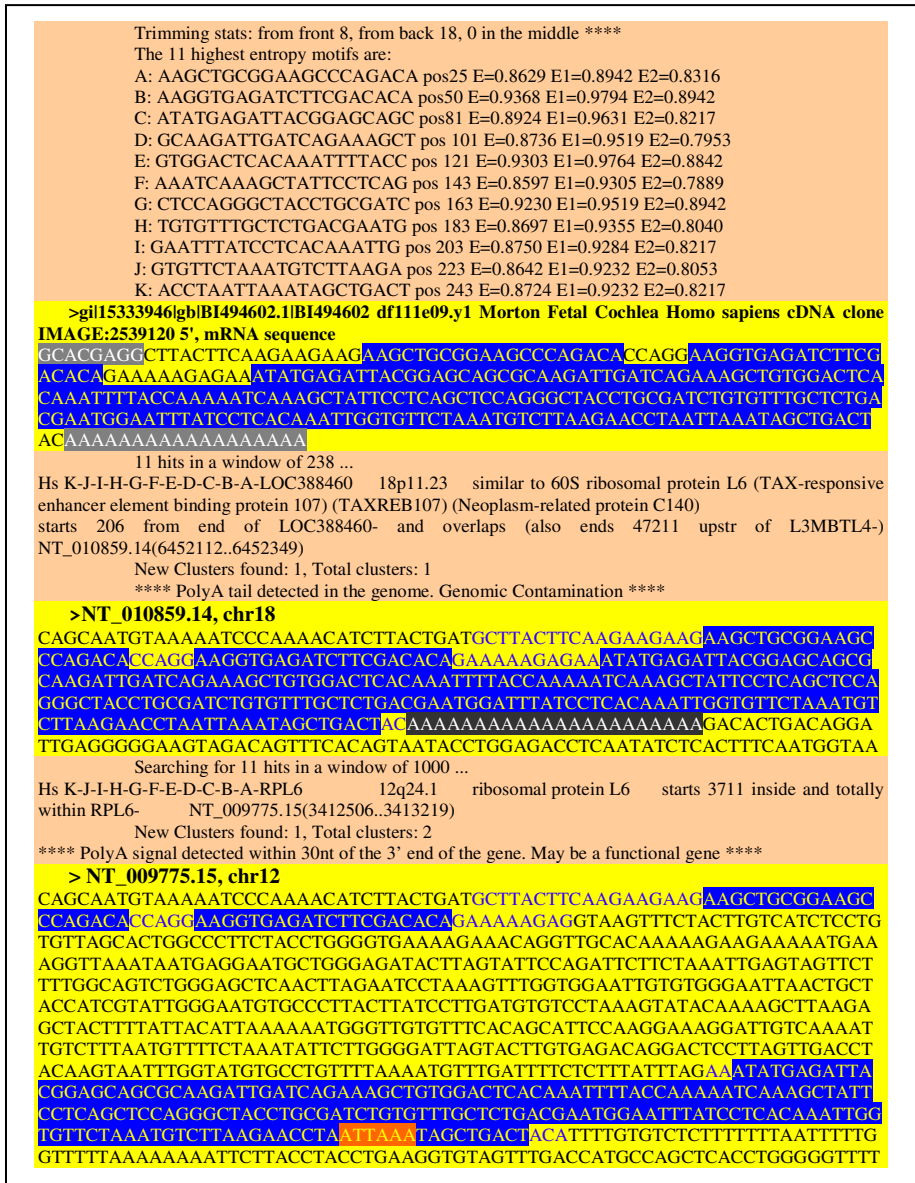 Trimming stats: from front 8, from back 18, 0 in the middle ****
The 11 highest entropy motifs are:
A: AAGCTGCGGAAGCCCAGACA pos25 E=0.8629 E1=0.8942 E2=0.8316
B: AAGGTGAGATCTTCGACACA pos50 E=0.9368 E1=0.9794 E2=0.8942
C: ATATGAGATTACGGAGCAGC pos81 E=0.8924 E1=0.9631 E2=0.8217
D: GCAAGATTGATCAGAAAGCT pos 101 E=0.8736 E1=0.9519 E2=0.7953
E: GTGGACTCACAAATTTTACC pos 121 E=0.9303 E1=0.9764 E2=0.8842
F: AAATCAAAGCTATTCCTCAG pos 143 E=0.8597 E1=0.9305 E2=0.7889
G: CTCCAGGGCTACCTGCGATC pos 163 E=0.9230 E1=0.9519 E2=0.8942
H: TGTGTTTGCTCTGACGAATG pos 183 E=0.8697 E1=0.9355 E2=0.8040
I: GAATTTATCCTCACAAATTG pos 203 E=0.8750 E1=0.9284 E2=0.8217
J: GTGTTCTAAATGTCTTAAGA pos 223 E=0.8642 E1=0.9232 E2=0.8053
K: ACCTAATTAAATAGCTGACT pos 243 E=0.8724 E1=0.9232 E2=0.8217
>gi|15333946|gb|BI494602.1|BI494602 df111e09.y1 Morton Fetal Cochlea Homo sapiens cDNA clone
IMAGE:2539120 5', mRNA sequence
GCACGAGGCTTACTTCAAGAAGAAGAAGCTGCGGAAGCCCAGACACCAGGAAGGTGAGATCTTCG
ACACAGAAAAAGAGAAATATGAGATTACGGAGCAGCGCAAGATTGATCAGAAAGCTGTGGACTCA
CAAATTTTACCAAAAATCAAAGCTATTCCTCAGCTCCAGGGCTACCTGCGATCTGTGTTTGCTCTGA
CGAATGGAATTTATCCTCACAAATTGGTGTTCTAAATGTCTTAAGAACCTAATTAAATAGCTGACT
ACAAAAAAAAAAAAAAAAAA
11 hits in a window of 238 ...
Hs K-J-I-H-G-F-E-D-C-B-A-LOC388460 18p11.23 similar to 60S ribosomal protein L6 (TAX-responsive
enhancer element binding protein 107) (TAXREB107) (Neoplasm-related protein C140)
starts 206 from end of LOC388460- and overlaps (also ends 47211 upstr of L3MBTL4-)
NT_010859.14(6452112..6452349)
New Clusters found: 1, Total clusters: 1
**** PolyA tail detected in the genome. Genomic Contamination ****
>NT_010859.14, chr18
CAGCAATGTAAAAATCCCAAAACATCTTACTGATGCTTACTTCAAGAAGAAGAAGCTGCGGAAGC
CCAGACACCAGGAAGGTGAGATCTTCGACACAGAAAAAGAGAAATATGAGATTACGGAGCAGCG
CAAGATTGATCAGAAAGCTGTGGACTCACAAATTTTACCAAAAATCAAAGCTATTCCTCAGCTCCA
GGGCTACCTGCGATCTGTGTTTGCTCTGACGAATGGATTTATCCTCACAAATTGGTGTTCTAAATGT
CTTAAGAACCTAATTAAATAGCTGACTACAAAAAAAAAAAAAAAAAAAAAAGACACTGACAGGA
TTGAGGGGGAAGTAGACAGTTTCACAGTAATACCTGGAGACCTCAATATCTCACTTTCAATGGTAA
Searching for 11 hits in a window of 1000 ...
Hs K-J-I-H-G-F-E-D-C-B-A-RPL6 12q24.1 ribosomal protein L6 starts 3711 inside and totally
within RPL6- NT_009775.15(3412506..3413219)
New Clusters found: 1, Total clusters: 2
**** PolyA signal detected within 30nt of the 3' end of the gene. May be a functional gene ****
> NT_009775.15, chr12
CAGCAATGTAAAAATCCCAAAACATCTTACTGATGCTTACTTCAAGAAGAAGAAGCTGCGGAAGC
CCAGACACCAGGAAGGTGAGATCTTCGACACAGAAAAAGAGGTAAGTTTCTACTTGTCATCTCCTG
TGTTAGCACTGGCCCTTCTACCTGGGGTGAAAAGAAACAGGTTGCACAAAAAGAAGAAAAATGAA
AGGTTAAATAATGAGGAATGCTGGGAGATACTTAGTATTCCAGATTCTTCTAAATTGAGTAGTTCT
TTTGGCAGTCTGGGAGCTCAACTTAGAATCCTAAAGTTTGGTGGAATTGTGTGGGAATTAACTGCT
ACCATCGTATTGGGAATGTGCCCTTACTTATCCTTGATGTGTCCTAAAGTATACAAAAGCTTAAGA
GCTACTTTTATTACATTAAAAAATGGGTTGTGTTTCACAGCATTCCAAGGAAAGGATTGTCAAAAT
TGTCTTTAATGTTTTCTAAATATTCTTGGGGATTAGTACTTGTGAGACAGGACTCCTTAGTTGACCT
ACAAGTAATTTGGTATGTGCCTGTTTTAAAATGTTTGATTTTCTCTTTATTTAGAAATATGAGATTA
CGGAGCAGCGCAAGATTGATCAGAAAGCTGTGGACTCACAAATTTTACCAAAAATCAAAGCTATT
CCTCAGCTCCAGGGCTACCTGCGATCTGTGTTTGCTCTGACGAATGGAATTTATCCTCACAAATTGG
TGTTCTAAATGTCTTAAGAACCTAATTAAATAGCTGACTACATTTTGTGTCTCTTTTTTTAATTTTTG
GTTTTTAAAAAAAATTCTTACCTACCTGAAGGTGTAGTTTGACCATGCCAGCTCACCTGGGGGTTTT